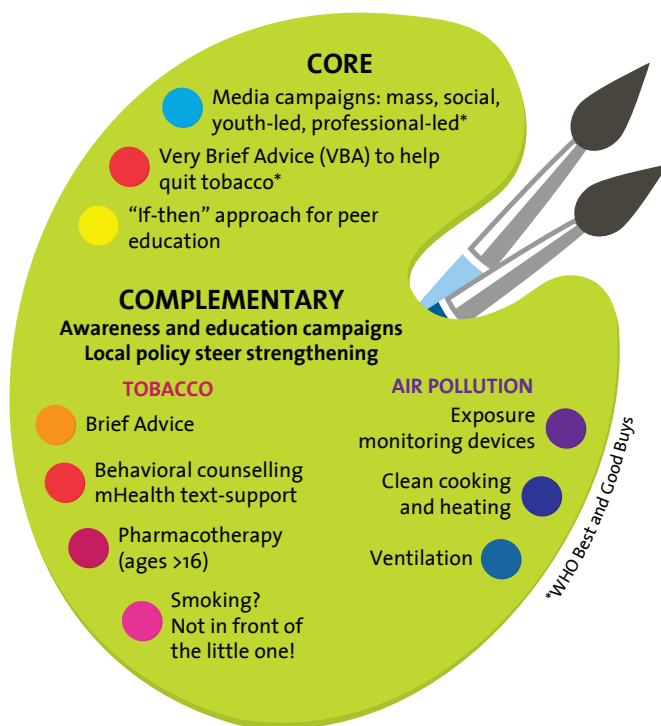 CORE
Media campaigns: mass, social,
youth-led, professional-led*
Very Brief Advice (VBA) to help
quit tobacco*
“If-then” approach for peer
education
COMPLEMENTARY
Awareness and education campaigns
Local policy steer strengthening
TOBACCO
Brief Advice
Behavioral counselling
mHealth text-support
Pharmacotherapy
(ages >16)
Smoking?
Not in front of
the little one!
AIR POLLUTION
Exposure
monitoring devices
Clean cooking
and heating
Ventilation
*WHO Best and Good Buys